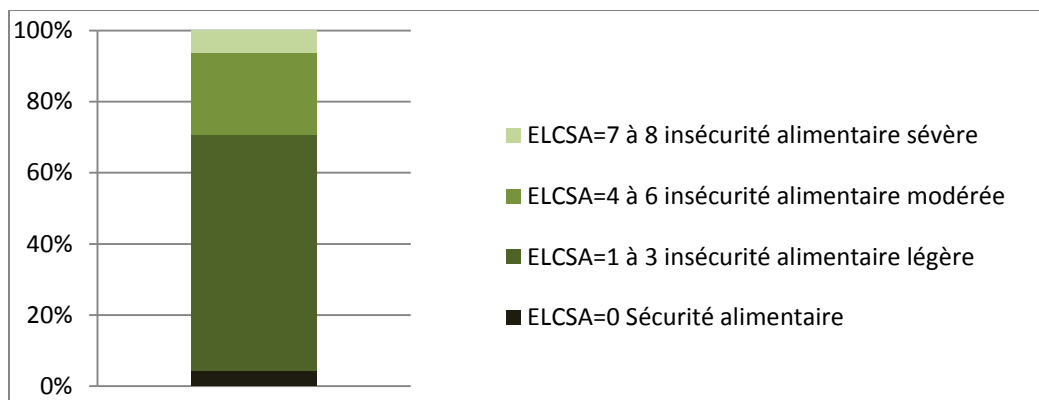 100%
80%
60%
40%
20%
0%
ELCSA=7 à 8 insécurité alimentaire sévère
ELCSA=4 à 6 insécurité alimentaire modérée
ELCSA=1 à 3 insécurité alimentaire légère
ELCSA=0 Sécurité alimentaire